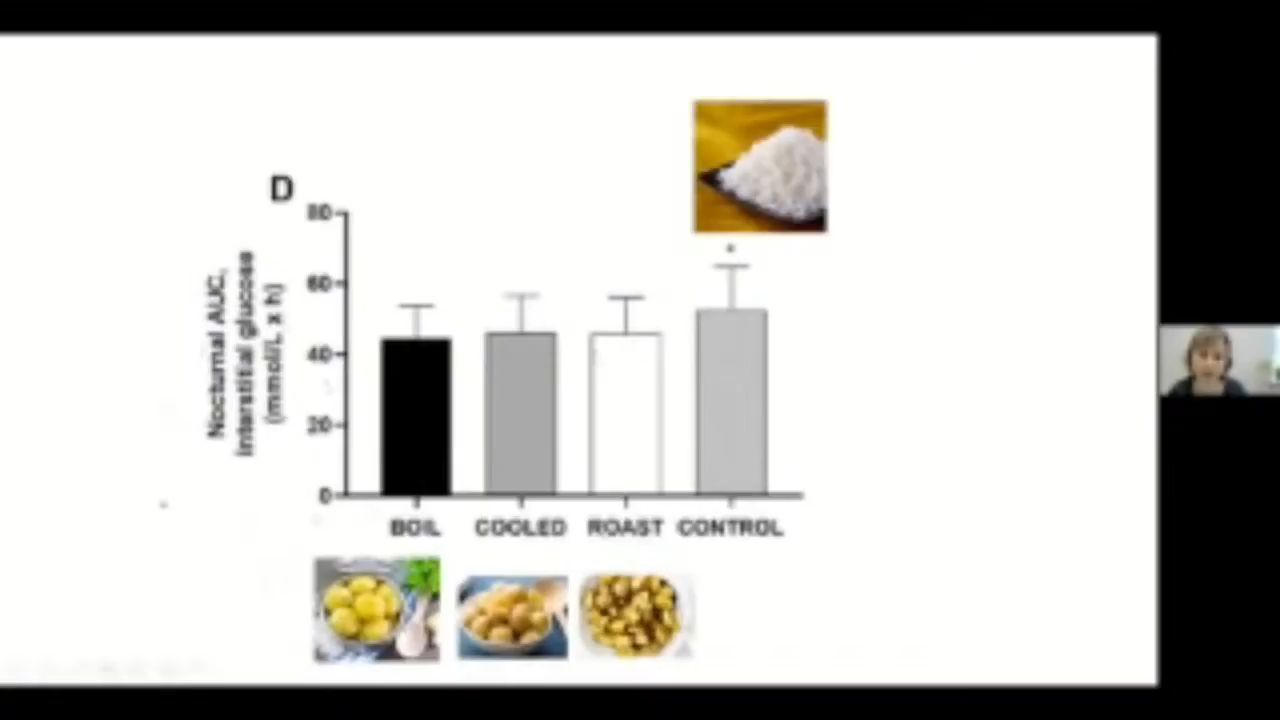 D
Nocturnal AUC,
interstitial glucose
(mmol/L x h)
80
60
40
20
0
*
BOIL COOLED ROAST CONTROL